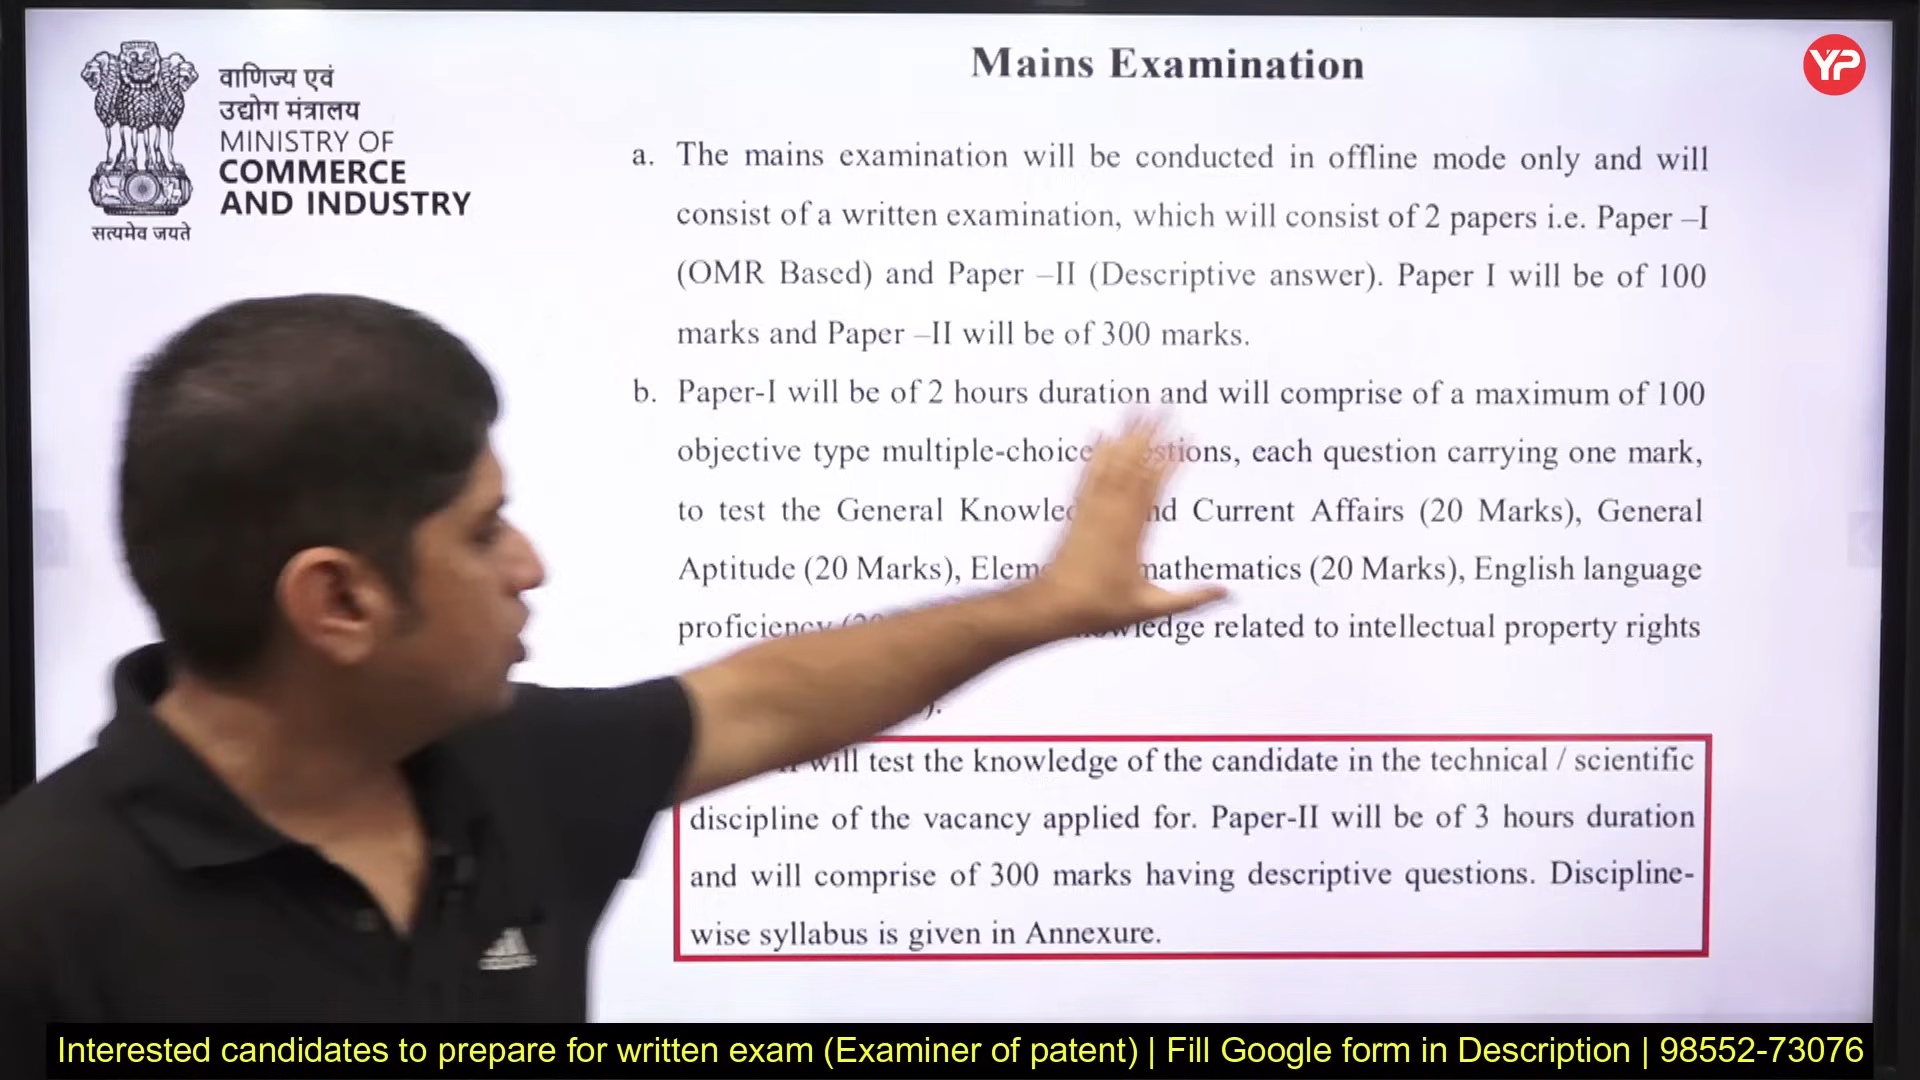 वाणिज्य एवं
उद्योग मंत्रालय
MINISTRY OF
COMMERCE
AND INDUSTRY
सत्यमेव जयते
YP
Mains Examination
a. The mains examination will be conducted in offline mode only and will
consist of a written examination, which will consist of 2 papers i.e. Paper –I
(OMR Based) and Paper –II (Descriptive answer). Paper I will be of 100
marks and Paper –II will be of 300 marks.
b. Paper-I will be of 2 hours duration and will comprise of a maximum of 100
objective type multiple-choice each question carrying one mark,
to test the General Current Affairs (20 Marks), General
Aptitude (20 Marks), mathematics (20 Marks), English language
proficiency related to intellectual property rights
will test the knowledge of the candidate in the technical / scientific
discipline of the vacancy applied for. Paper-II will be of 3 hours duration
and will comprise of 300 marks having descriptive questions. Discipline-
wise syllabus is given in Annexure.
Interested candidates to prepare for written exam (Examiner of patent) | Fill Google form in Description | 98552-73076